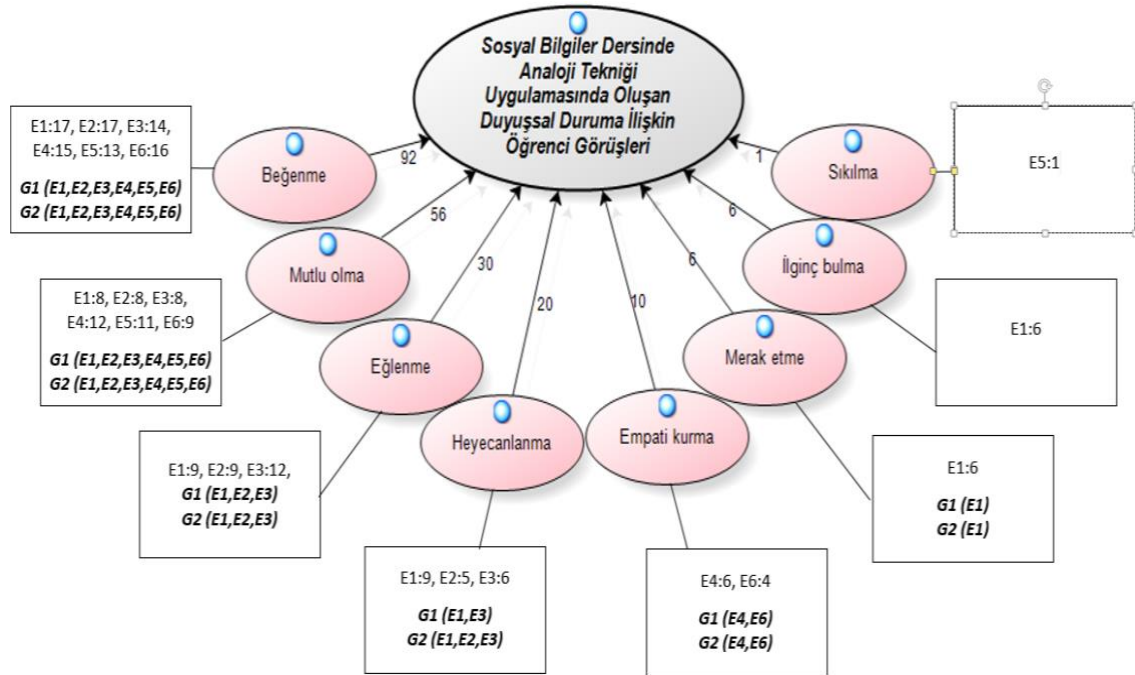 Sosyal Bilgiler Dersinde
Analoji Tekniği
Uygulamasında Oluşan
Duyuşsal Duruma İlişkin
Öğrenci Görüşleri
E1:17, E2:17, E3:14,
E4:15, E5:13, E6:16
G1 (E1,E2,E3,E4,E5,E6)
G2 (E1,E2,E3,E4,E5,E6)
Beğenme
92
E1:8, E2:8, E3:8,
E4:12, E5:11, E6:9
G1 (E1,E2,E3,E4,E5,E6)
G2 (E1,E2,E3,E4,E5,E6)
Mutlu olma
56
E1:9, E2:9, E3:12,
G1 (E1,E2,E3)
G2 (E1,E2,E3)
Eğlenme
30
E1:9, E2:5, E3:6
G1 (E1,E3)
G2 (E1,E2,E3)
Heyecanlanma
20
E4:6, E6:4
G1 (E4,E6)
G2 (E4,E6)
Empati kurma
10
E1:6
G1 (E1)
G2 (E1)
Merak etme
6
E1:6
İlginç bulma
6
E5:1
Sıkılma
1